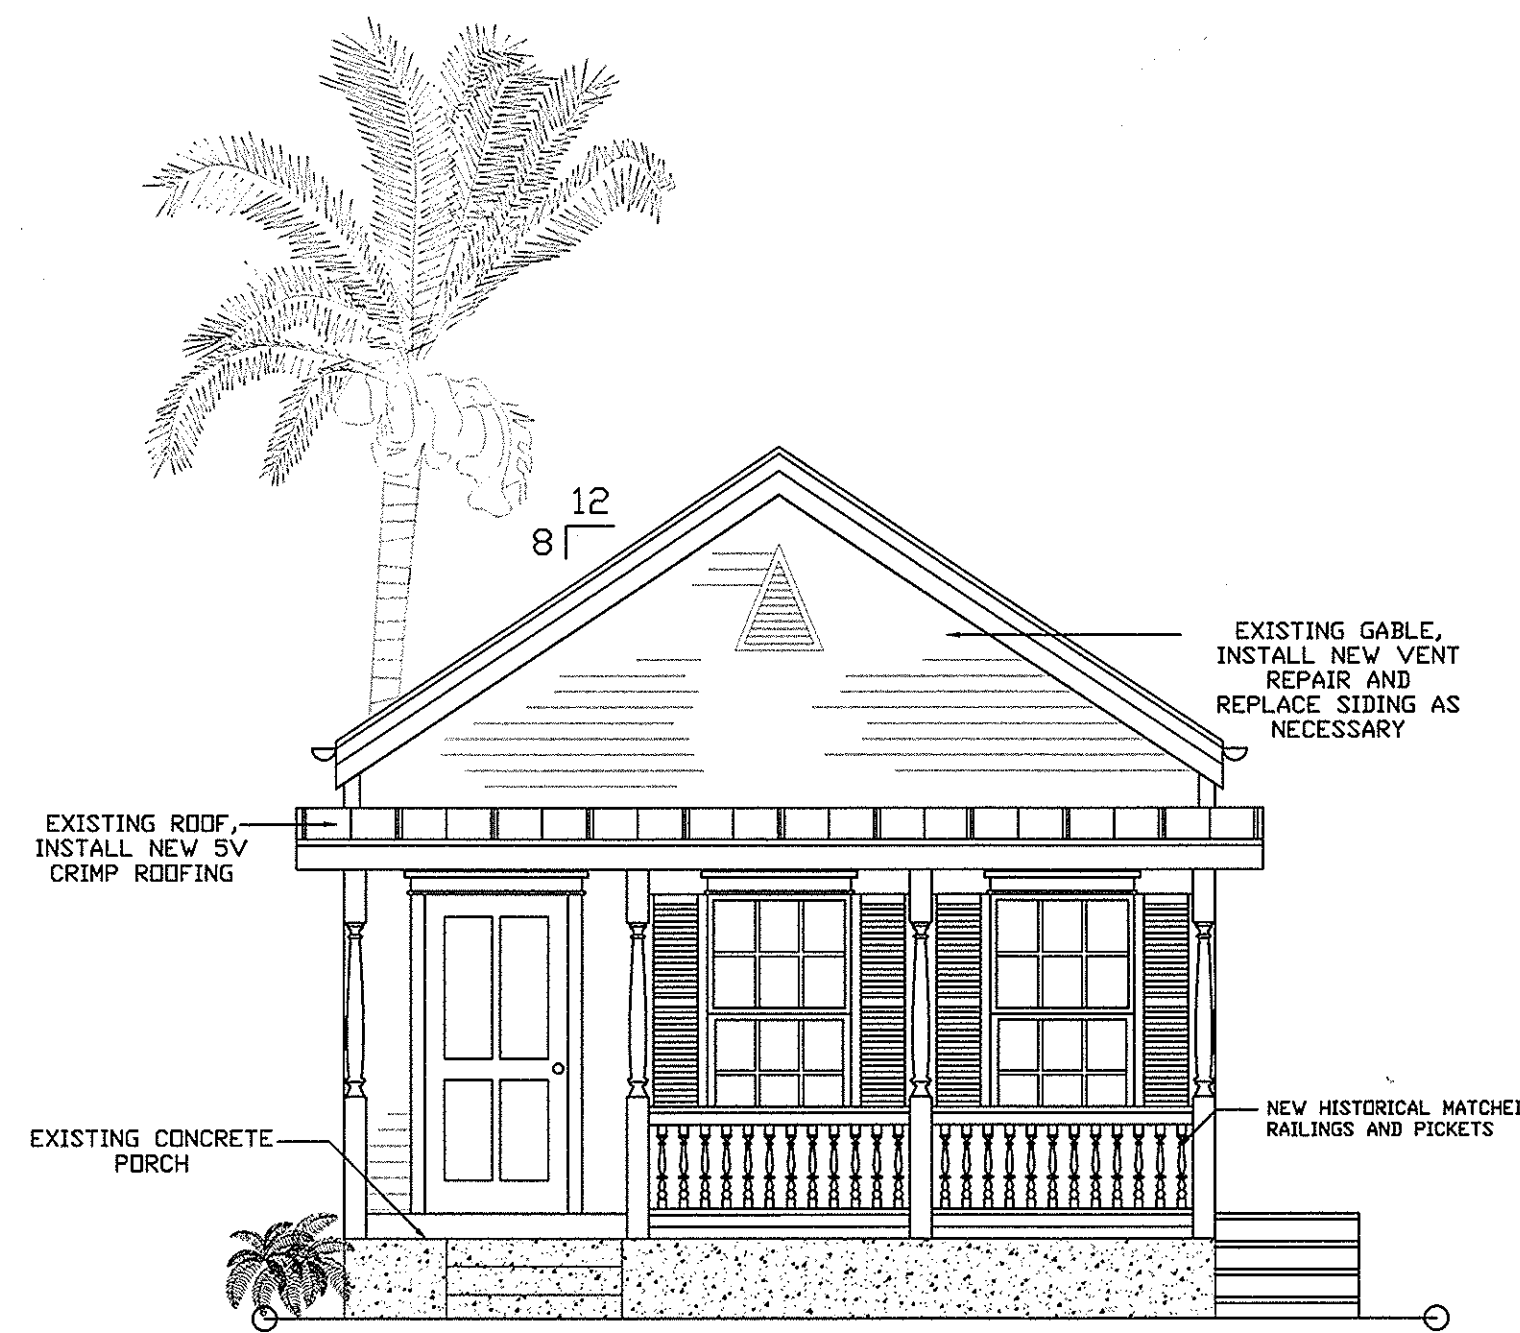 12
8
EXISTING GABLE,
INSTALL NEW VENT
REPAIR AND
REPLACE SIDING AS
NECESSARY
EXISTING ROOF,
INSTALL NEW 5V
CRIMP ROOFING
NEW HISTORICAL MATCHE
RAILINGS AND PICKETS
EXISTING CONCRETE
PORCH